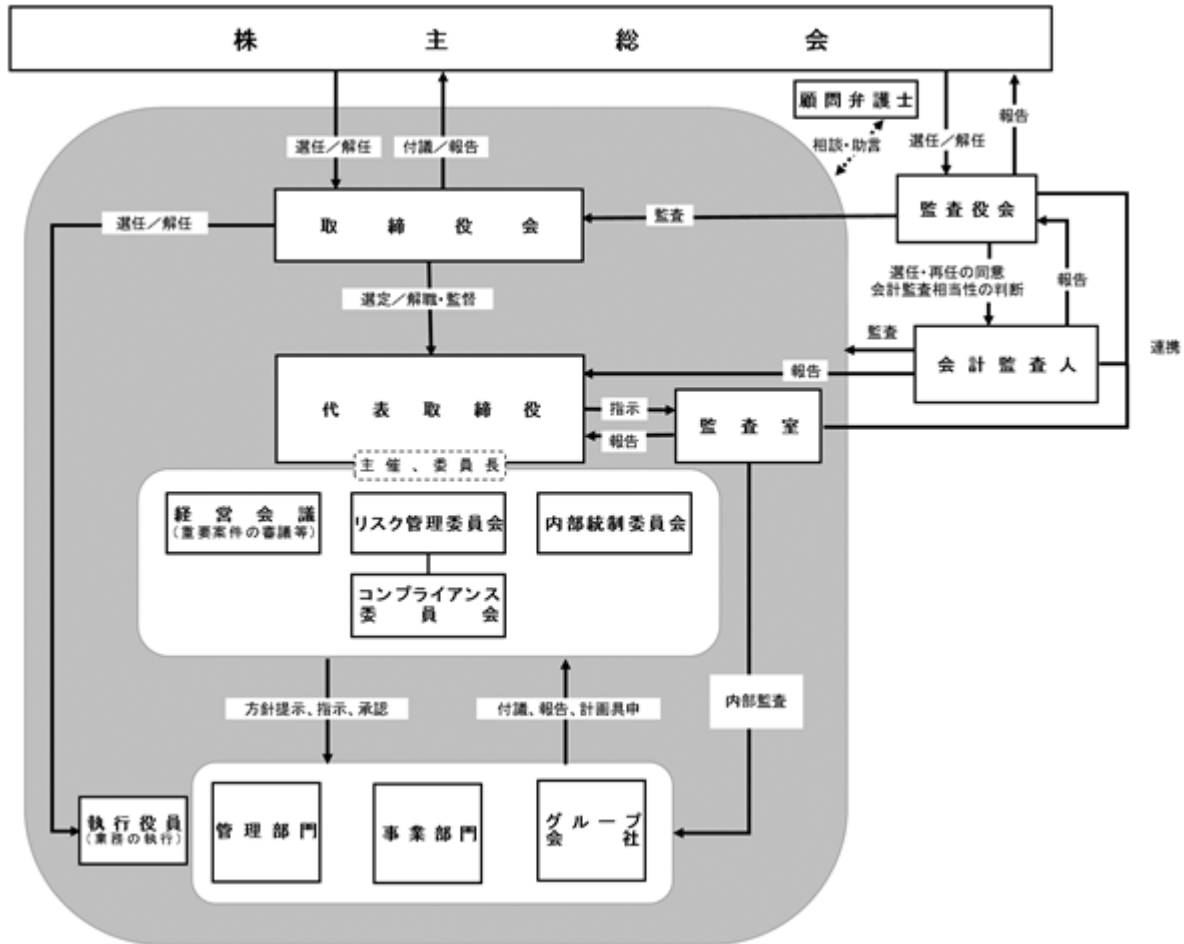 株主総会
顧問弁護士
報告
選任／解任
付議／報告
相談・助言
選任／解任
選任／解任
取締役会
監査
監査役会
選任・再任の同意
会計監査相当性の判断
報告
選定／解職・監督
監査
会計監査人
連携
報告
代表取締役
指示
報告
監査室
主催、委員長
経営会議
(重要案件の審議等)
リスク管理委員会
内部統制委員会
コンプライアンス
委員会
方針提示、指示、承認
付議、報告、計画具申
内部監査
執行役員
(業務の執行)
管理部門
事業部門
グループ
会社